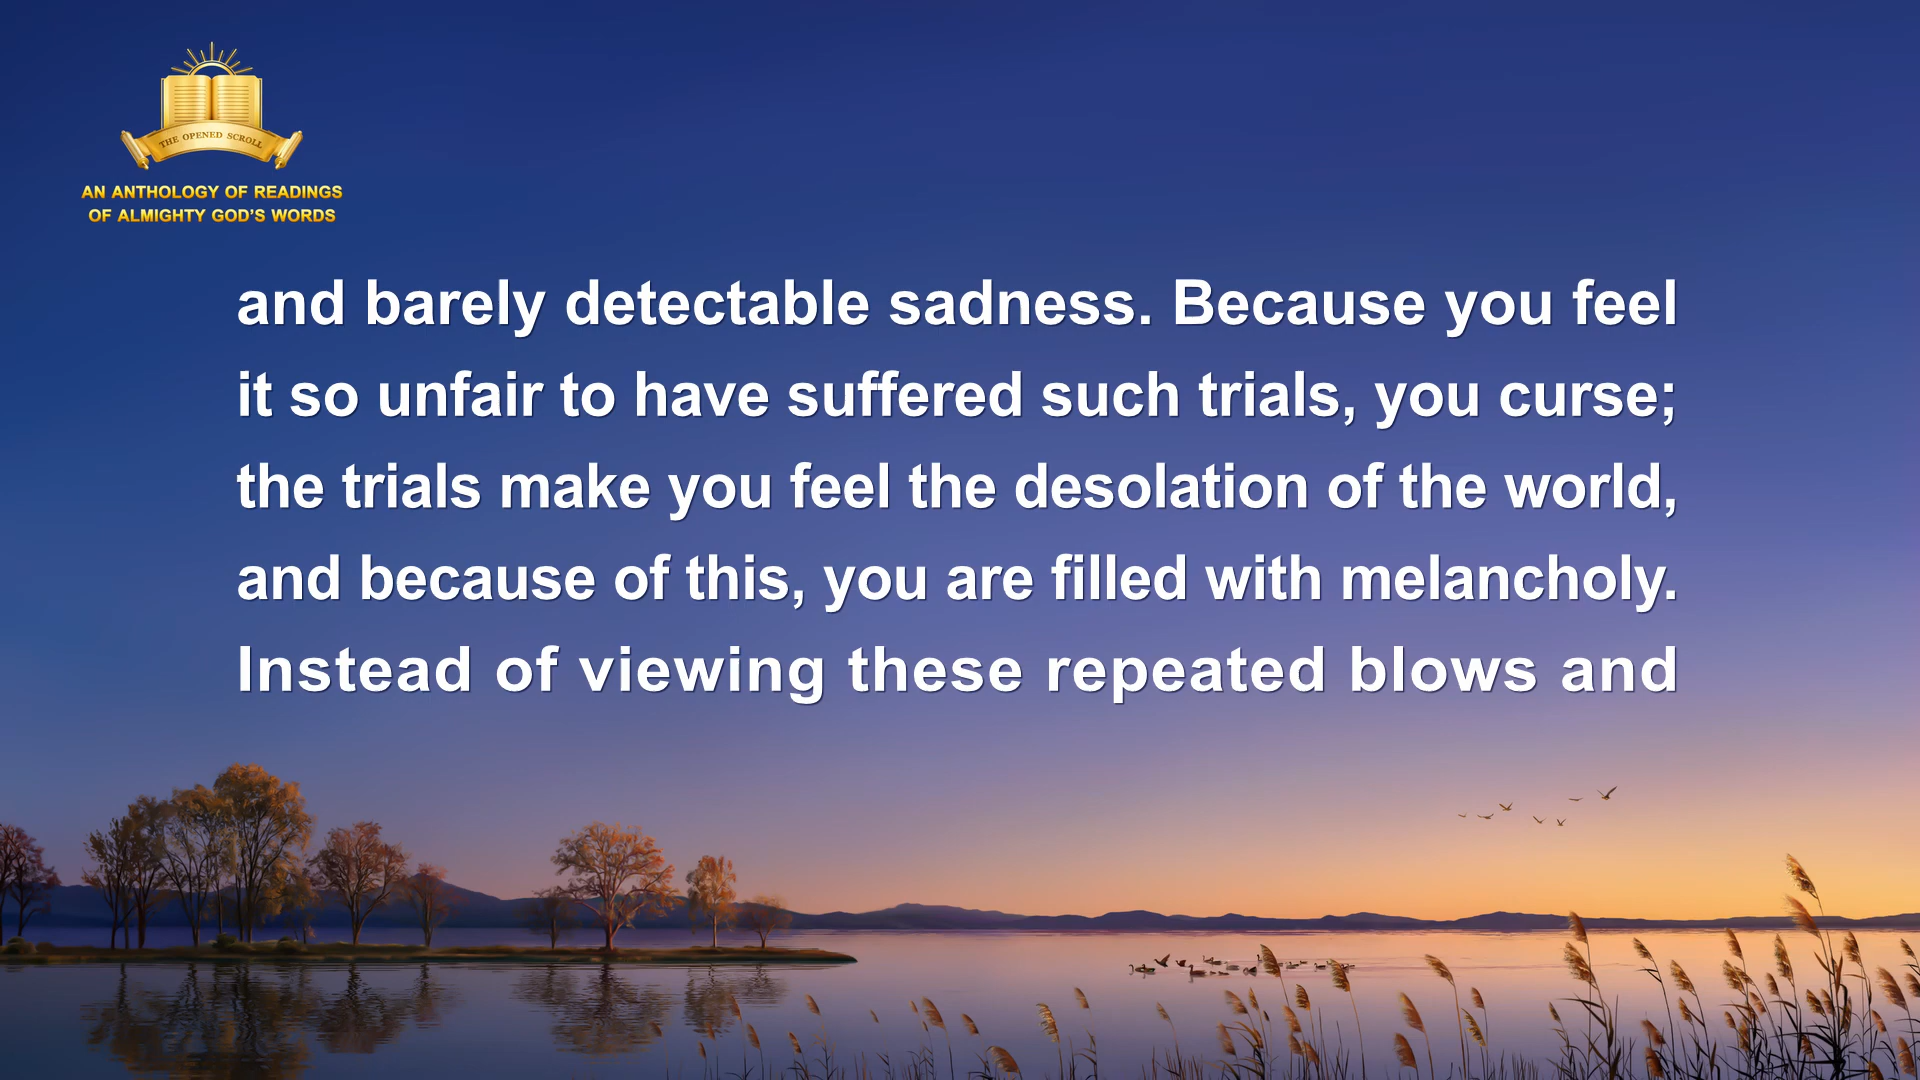 THE OPENED SCROLL
AN ANTHOLOGY OF READINGS
OF ALMIGHTY GOD'S WORDS
and barely detectable sadness. Because you feel
it so unfair to have suffered such trials, you curse;
the trials make you feel the desolation of the world,
and because of this, you are filled with melancholy.
Instead of viewing these repeated blows and